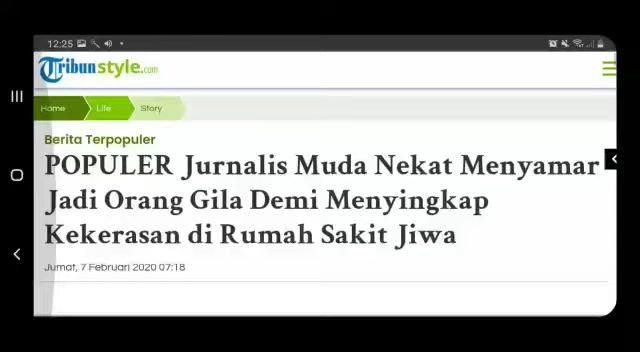 12:25
Tribunstyle.com
Home Life Story
Berita Terpopuler
POPULER Jurnalis Muda Nekat Menyamar
Jadi Orang Gila Demi Menyingkap
Kekerasan di Rumah Sakit Jiwa
Jumat, 7 Februari 2020 07:18